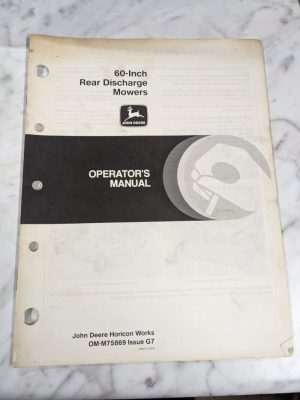 60-Inch
Rear Discharge
Mowers
JOHN DEERE
OPERATOR'S
MANUAL
John Deere Horicon Works
OM-M75869 Issue G7